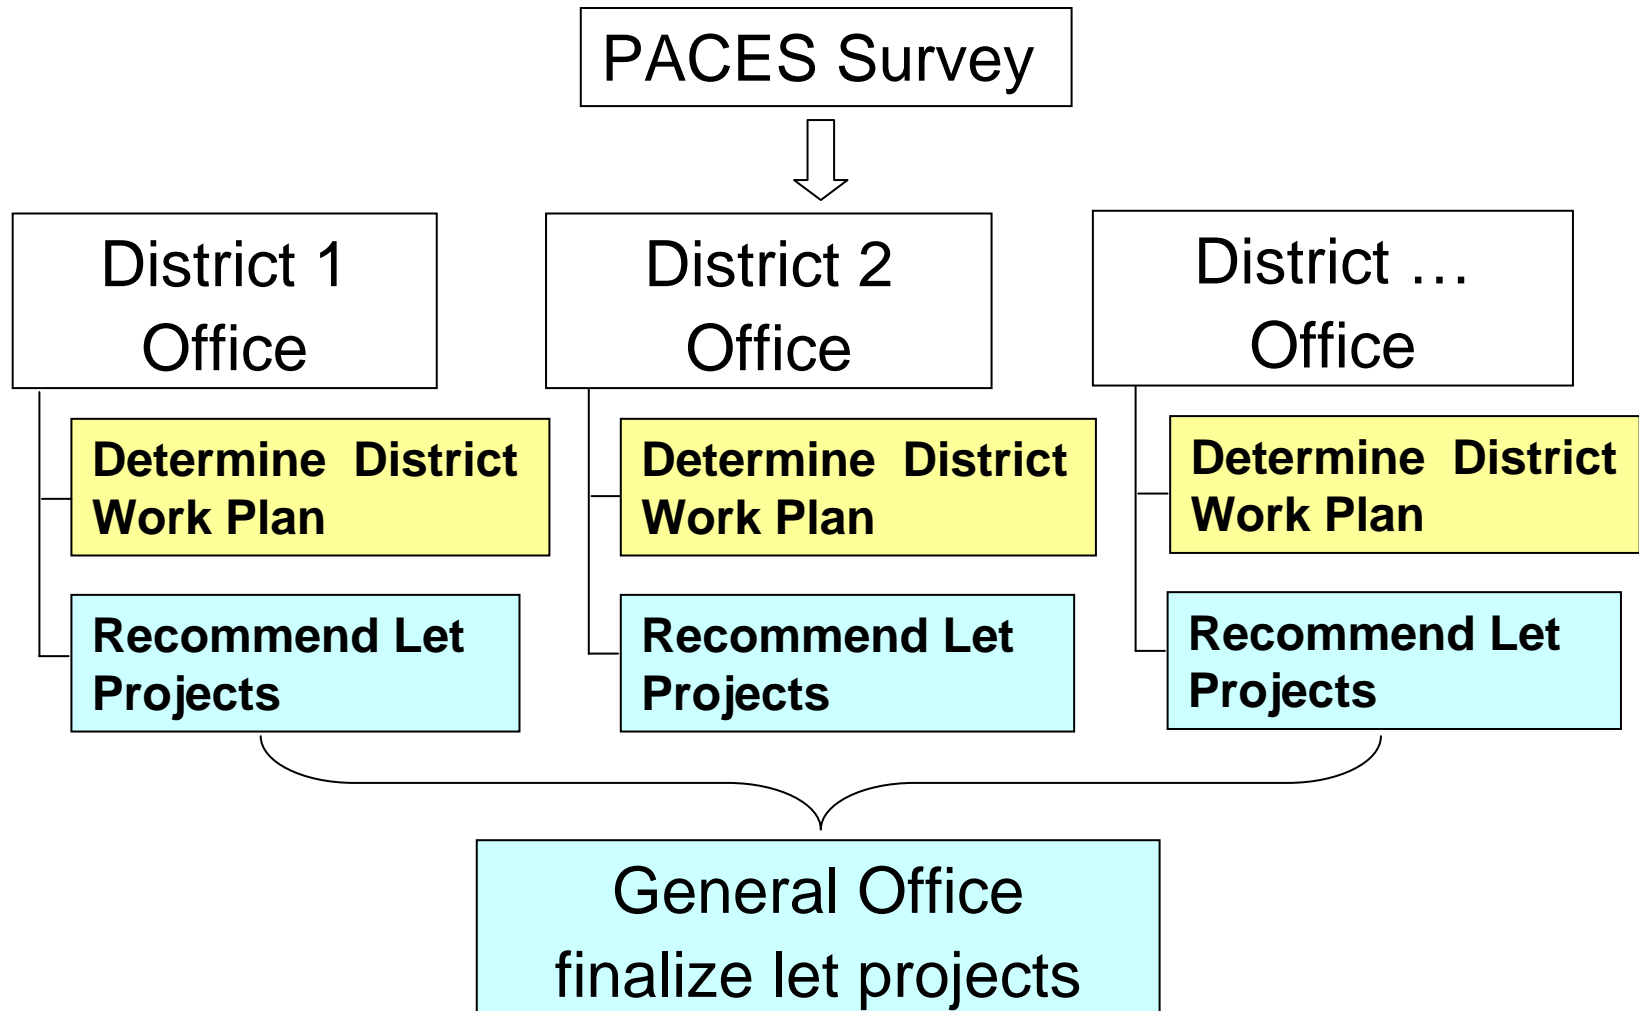 PACES Survey
District 1
Office
District 2
Office
District …
Office
Determine District
Work Plan
Determine District
Work Plan
Determine District
Work Plan
Recommend Let
Projects
Recommend Let
Projects
Recommend Let
Projects
General Office
finalize let projects